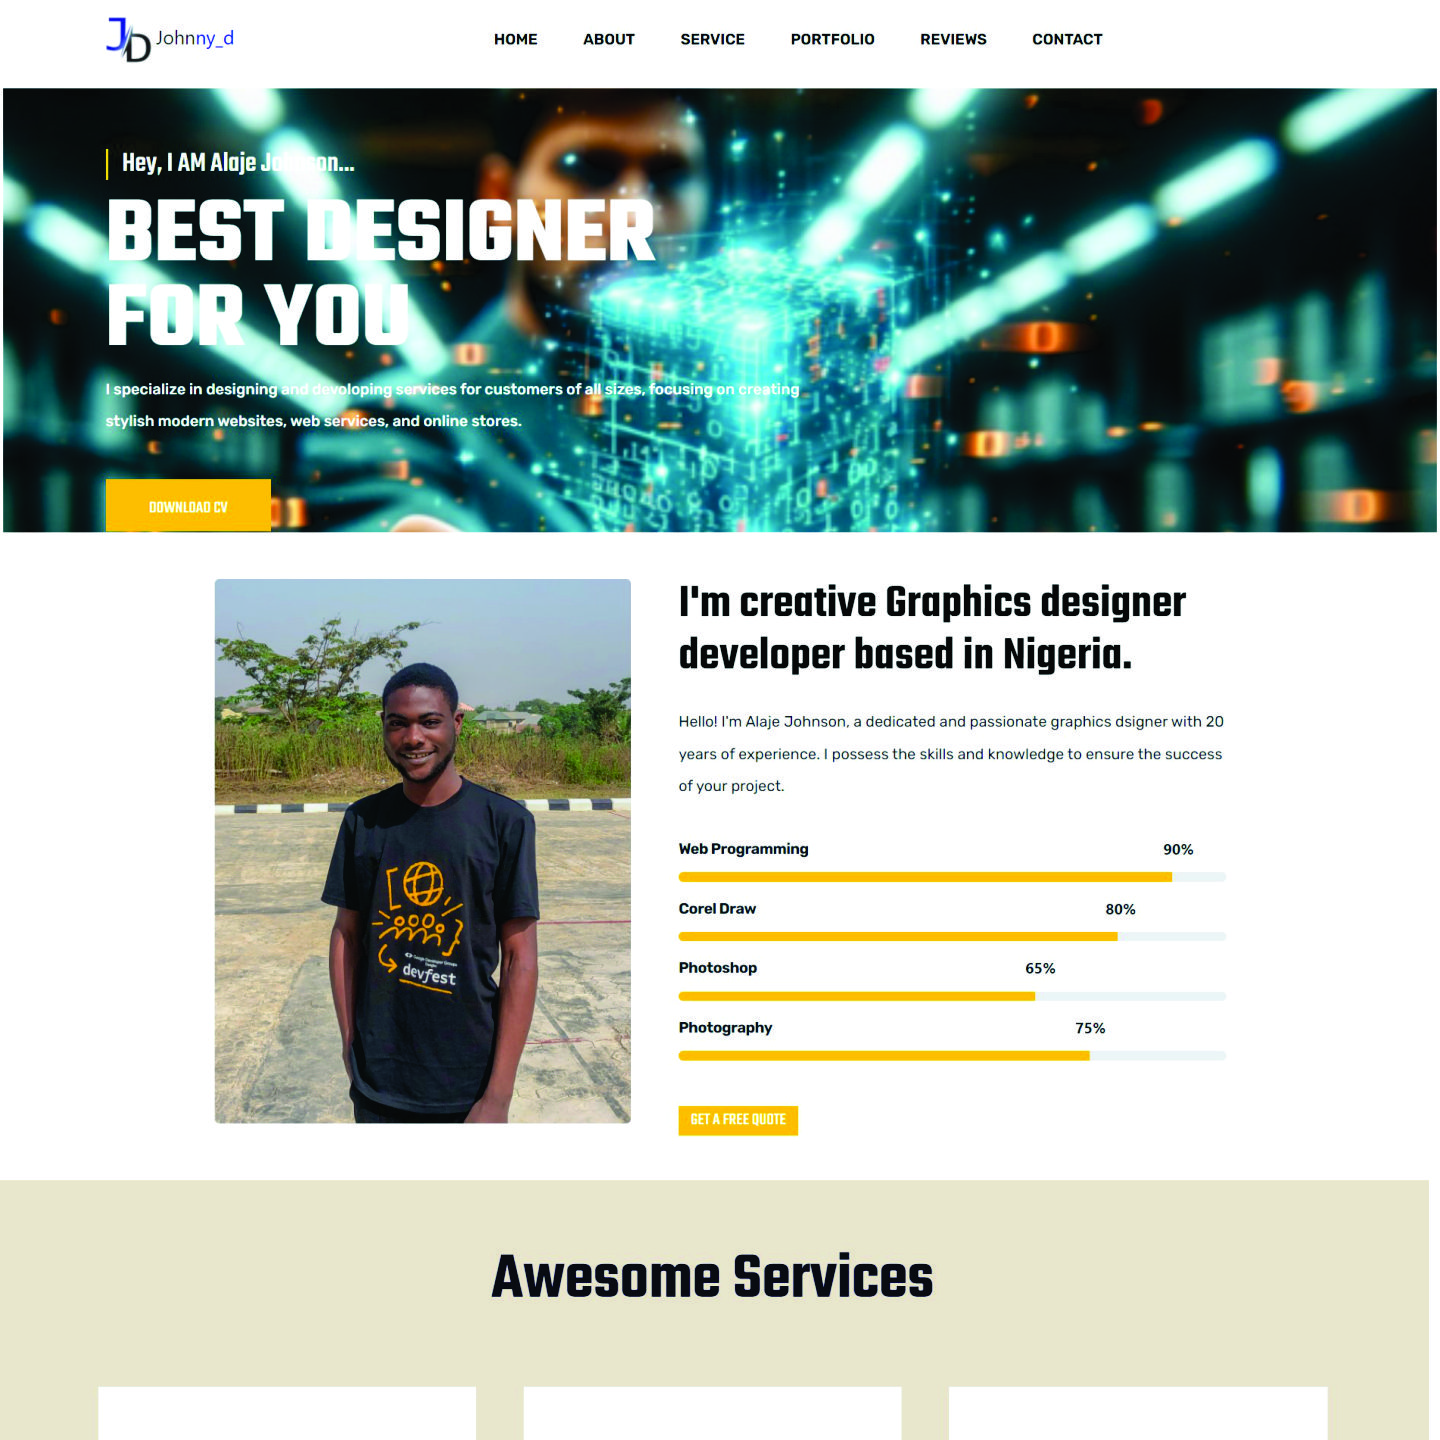 JD Johnny_d
HOME ABOUT SERVICE PORTFOLIO REVIEWS CONTACT
Hey, I AM Alaje Johnson...
BEST DESIGNER
FOR YOU
I specialize in designing and devoloping services for customers of all sizes, focusing on creating
stylish modern websites, web services, and online stores.
DOWNLOAD CV
I'm creative Graphics designer
developer based in Nigeria.
Hello! I'm Alaje Johnson, a dedicated and passionate graphics dsigner with 20
years of experience. I possess the skills and knowledge to ensure the success
of your project.
Web Programming 90%
Corel Draw 80%
Photoshop 65%
Photography 75%
devfest
GET A FREE QUOTE
Awesome Services